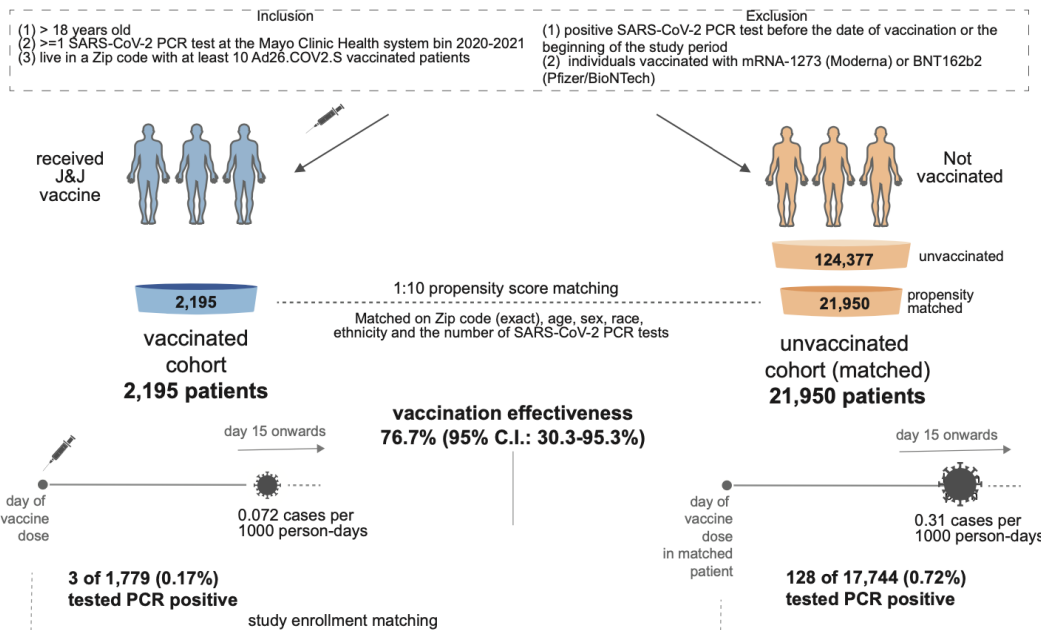 Inclusion
(1) > 18 years old
(2) >=1 SARS-CoV-2 PCR test at the Mayo Clinic Health system bin 2020-2021
(3) live in a Zip code with at least 10 Ad26.COV2.S vaccinated patients
Exclusion
(1) positive SARS-CoV-2 PCR test before the date of vaccination or the
beginning of the study period
(2) individuals vaccinated with mRNA-1273 (Moderna) or BNT162b2
(Pfizer/BioNTech)
received
J&J
vaccine
Not
vaccinated
124,377
unvaccinated
2,195
1:10 propensity score matching
21,950
propensity
matched
Matched on Zip code (exact), age, sex, race,
ethnicity and the number of SARS-CoV-2 PCR tests
vaccinated
cohort
2,195 patients
unvaccinated
cohort (matched)
21,950 patients
vaccination effectiveness
76.7% (95% C.I.: 30.3-95.3%)
day 15 onwards
day of
vaccine
dose
0.072 cases per
1000 person-days
3 of 1,779 (0.17%)
tested PCR positive
day 15 onwards
day of
vaccine
dose
in matched
patient
0.31 cases per
1000 person-days
128 of 17,744 (0.72%)
tested PCR positive
study enrollment matching